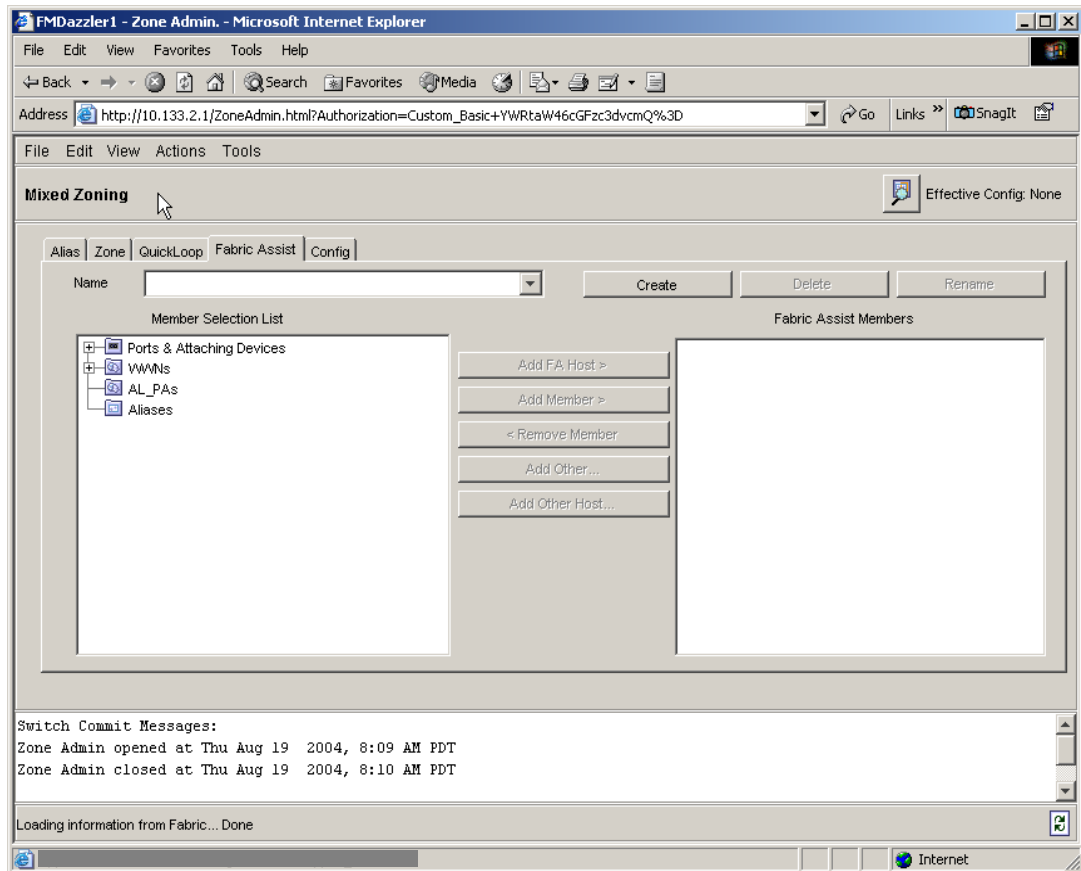 FMDazzler1 - Zone Admin. - Microsoft Internet Explorer
File Edit View Favorites Tools Help
Back Search Favorites Media
Address http://10.133.2.1/ZoneAdmin.html?Authorization=Custom_Basic+YWRtaW46cGFzc3dvcmQ%3D Go Links » SnagIt
File Edit View Actions Tools
Mixed Zoning Effective Config: None
Alias Zone QuickLoop Fabric Assist Config
Name Create Delete Rename
Member Selection List Fabric Assist Members
Ports & Attaching Devices
WWNs
AL_PAs
Aliases
Add FA Host >
Add Member >
< Remove Member
Add Other...
Add Other Host...
Switch Commit Messages:
Zone Admin opened at Thu Aug 19 2004, 8:09 AM PDT
Zone Admin closed at Thu Aug 19 2004, 8:10 AM PDT
Loading information from Fabric... Done
Internet